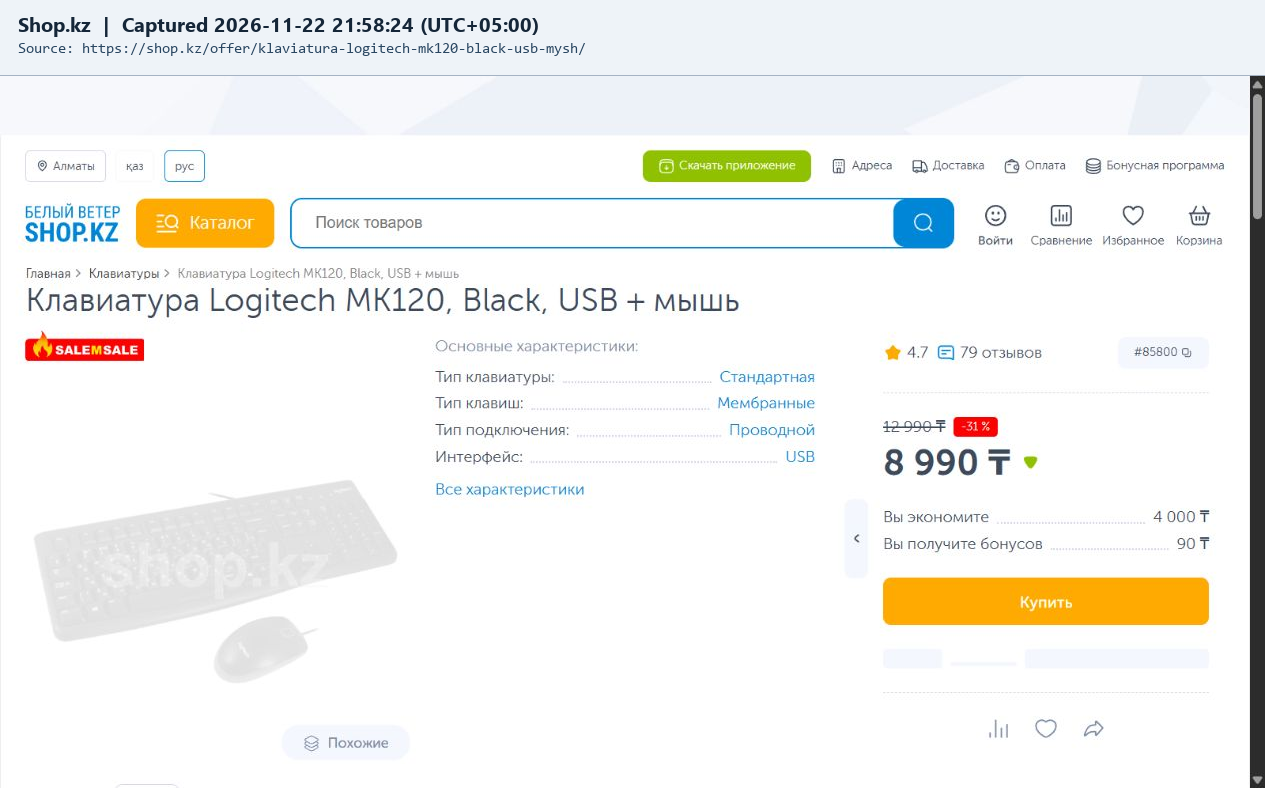 Shop.kz | Captured 2026-11-22 21:58:24 (UTC+05:00)
Source: https://shop.kz/offer/klaviatura-logitech-mk120-black-usb-mysh/
Алматы қаз рус Скачать приложение Адреса Доставка Оплата Бонусная программа
БЕЛЫЙ ВЕТЕР
SHOP.KZ
Каталог
Поиск товаров
Войти Сравнение Избранное Корзина
Главная > Клавиатуры > Клавиатура Logitech MK120, Black, USB + мышь
Клавиатура Logitech MK120, Black, USB + мышь
SALEMSALE
shop.kz
Похожие
Основные характеристики:
Тип клавиатуры: Стандартная
Тип клавиш: Мембранные
Тип подключения: Проводной
Интерфейс: USB
Все характеристики
4.7 79 отзывов #85800
12 990 ₸ -31 %
8 990 ₸
Вы экономите 4 000 ₸
Вы получите бонусов 90 ₸
Купить